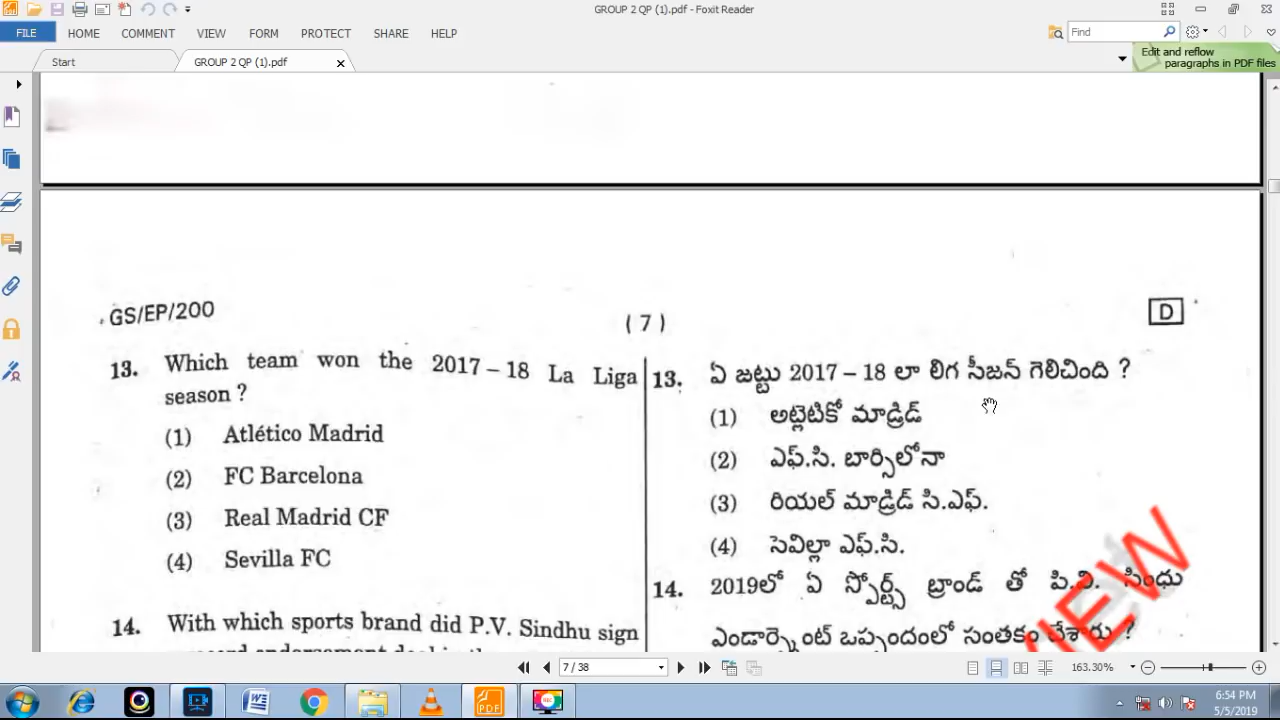 GROUP 2 QP (1).pdf - Foxit Reader
FILE HOME COMMENT VIEW FORM PROTECT SHARE HELP
Find
Edit and reflow
paragraphs in PDF files
Start
GROUP 2 QP (1).pdf
GS/EP/200
( 7 )
D
13. Which team won the 2017 – 18 La Liga
season ?
(1) Atlético Madrid
(2) FC Barcelona
(3) Real Madrid CF
(4) Sevilla FC
14. With which sports brand did P.V. Sindhu sign
13. ఏ జట్టు 2017 – 18 లా లిగ సీజన్ గెలిచింది ?
(1) అట్లెటికో మాడ్రిడ్
(2) ఎఫ్.సి. బార్సిలోనా
(3) రియల్ మాడ్రిడ్ సి.ఎఫ్.
(4) సెవిల్లా ఎఫ్.సి.
14. 2019లో ఏ స్పోర్ట్స్ బ్రాండ్ తో పి.వి. సింధు
ఎండార్స్మెంట్ ఒప్పందంలో సంతకం చేశారు ?
VIEW
7 / 38
163.30%
6:54 PM
5/5/2019